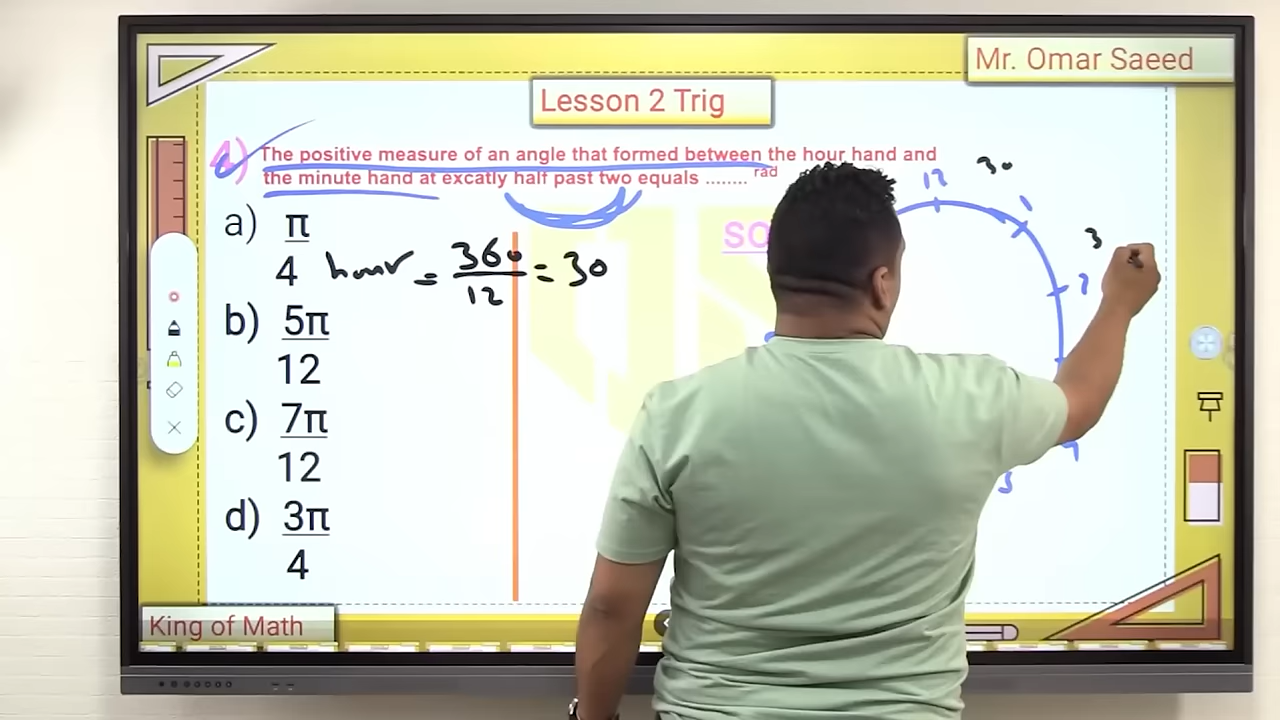 Mr. Omar Saeed
Lesson 2 Trig
The positive measure of an angle that formed between the hour hand and
the minute hand at excatly half past two equals ........ rad
a) π
4
hour = 360/12 = 30
b) 5π
12
c) 7π
12
d) 3π
4
SO
12
30
1
3
2
King of Math